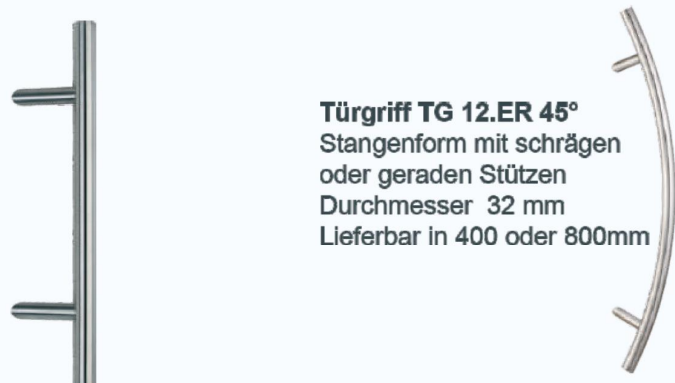 Türgriff TG 12.ER 45°
Stangenform mit schrägen
oder geraden Stützen
Durchmesser  32 mm
Lieferbar in 400 oder 800mm